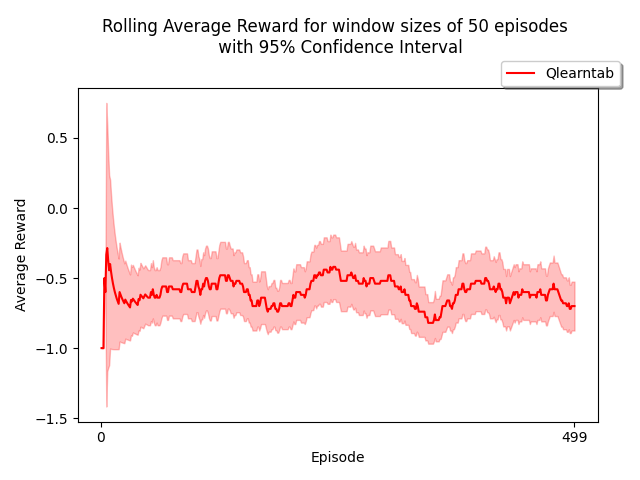 Rolling Average Reward for window sizes of 50 episodes
with 95% Confidence Interval
Qlearntab
0.5
0.0
−0.5
−1.0
−1.5
Average Reward
0
499
Episode